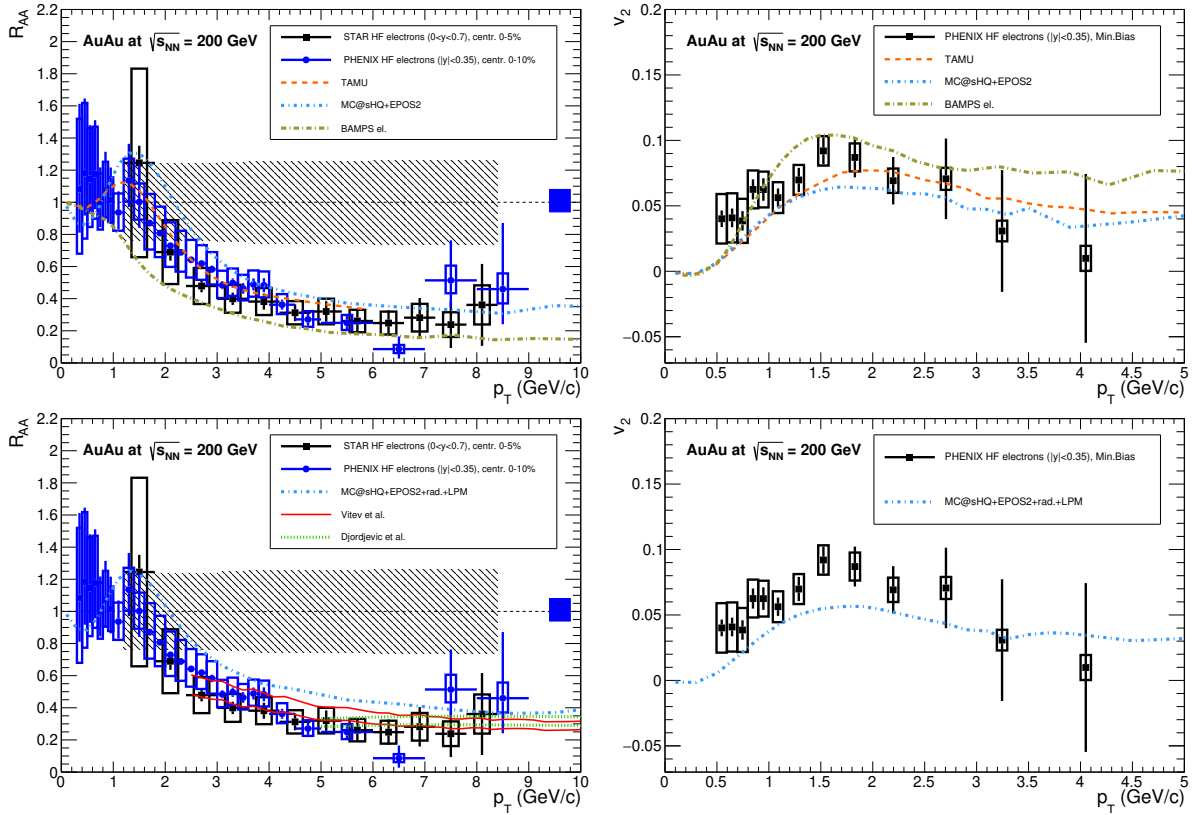 R_AA
AuAu at √s_NN = 200 GeV
STAR HF electrons (0<y<0.7), centr. 0-5%
PHENIX HF electrons (|y|<0.35), centr. 0-10%
TAMU
MC@sHQ+EPOS2
BAMPS el.
2.2
2
1.8
1.6
1.4
1.2
1
0.8
0.6
0.4
0.2
0
0 1 2 3 4 5 6 7 8 9 10
p_T (GeV/c)
v_2
AuAu at √s_NN = 200 GeV
PHENIX HF electrons (|y|<0.35), Min.Bias
TAMU
MC@sHQ+EPOS2
BAMPS el.
0.2
0.15
0.1
0.05
0
−0.05
0 0.5 1 1.5 2 2.5 3 3.5 4 4.5 5
p_T (GeV/c)
R_AA
AuAu at √s_NN = 200 GeV
STAR HF electrons (0<y<0.7), centr. 0-5%
PHENIX HF electrons (|y|<0.35), centr. 0-10%
MC@sHQ+EPOS2+rad.+LPM
Vitev et al.
Djordjevic et al.
2.2
2
1.8
1.6
1.4
1.2
1
0.8
0.6
0.4
0.2
0
0 1 2 3 4 5 6 7 8 9 10
p_T (GeV/c)
v_2
AuAu at √s_NN = 200 GeV
PHENIX HF electrons (|y|<0.35), Min.Bias
MC@sHQ+EPOS2+rad.+LPM
0.2
0.15
0.1
0.05
0
−0.05
0 0.5 1 1.5 2 2.5 3 3.5 4 4.5 5
p_T (GeV/c)